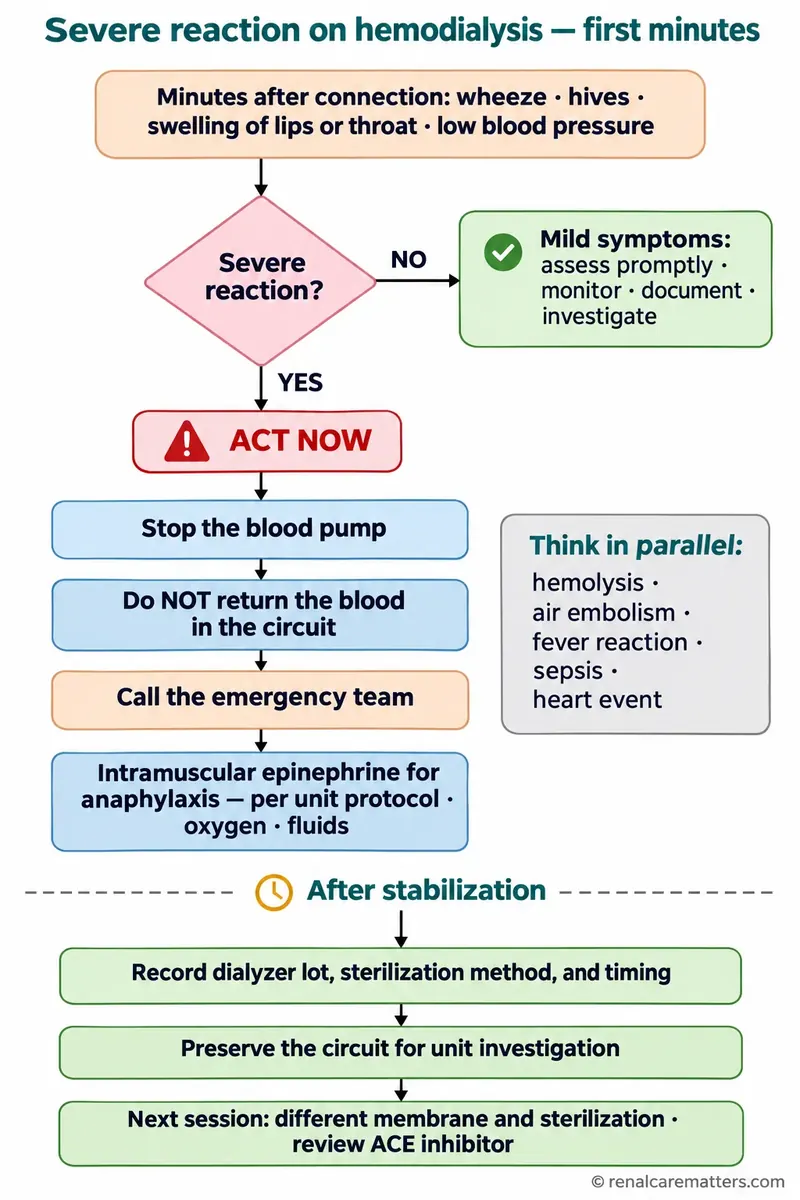 Severe reaction on hemodialysis — first minutes
Minutes after connection: wheeze · hives ·
swelling of lips or throat · low blood pressure
Severe
reaction?
NO
Mild symptoms:
assess promptly ·
monitor · document ·
investigate
YES
ACT NOW
Stop the blood pump
Do NOT return the blood
in the circuit
Call the emergency team
Intramuscular epinephrine for
anaphylaxis — per unit protocol ·
oxygen · fluids
Think in parallel:
hemolysis ·
air embolism ·
fever reaction ·
sepsis ·
heart event
After stabilization
Record dialyzer lot, sterilization method, and timing
Preserve the circuit for unit investigation
Next session: different membrane and sterilization ·
review ACE inhibitor
© renalcarematters.com